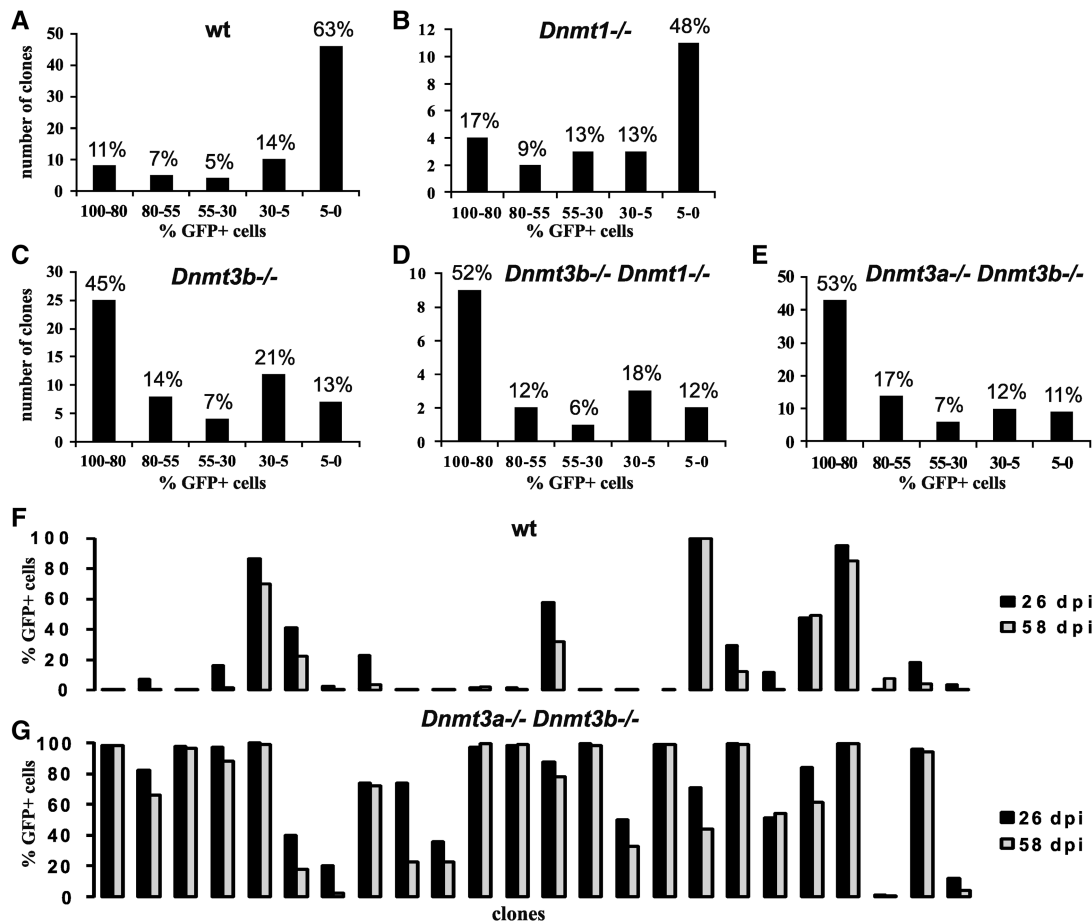 A
wt
number of clones
50
40
30
20
10
0
11%
7%
5%
14%
63%
100-80 80-55 55-30 30-5 5-0
% GFP+ cells
B
Dnmt1-/-
12
10
8
6
4
2
0
17%
9%
13%
13%
48%
100-80 80-55 55-30 30-5 5-0
% GFP+ cells
C
Dnmt3b-/-
number of clones
30
25
20
15
10
5
0
45%
14%
7%
21%
13%
100-80 80-55 55-30 30-5 5-0
% GFP+ cells
D
Dnmt3b-/- Dnmt1-/-
10
8
6
4
2
0
52%
12%
6%
18%
12%
100-80 80-55 55-30 30-5 5-0
% GFP+ cells
E
Dnmt3a-/- Dnmt3b-/-
50
40
30
20
10
0
53%
17%
7%
12%
11%
100-80 80-55 55-30 30-5 5-0
% GFP+ cells
F
wt
% GFP+ cells
100
80
60
40
20
0
26 dpi
58 dpi
G
Dnmt3a-/- Dnmt3b-/-
% GFP+ cells
100
80
60
40
20
0
26 dpi
58 dpi
clones